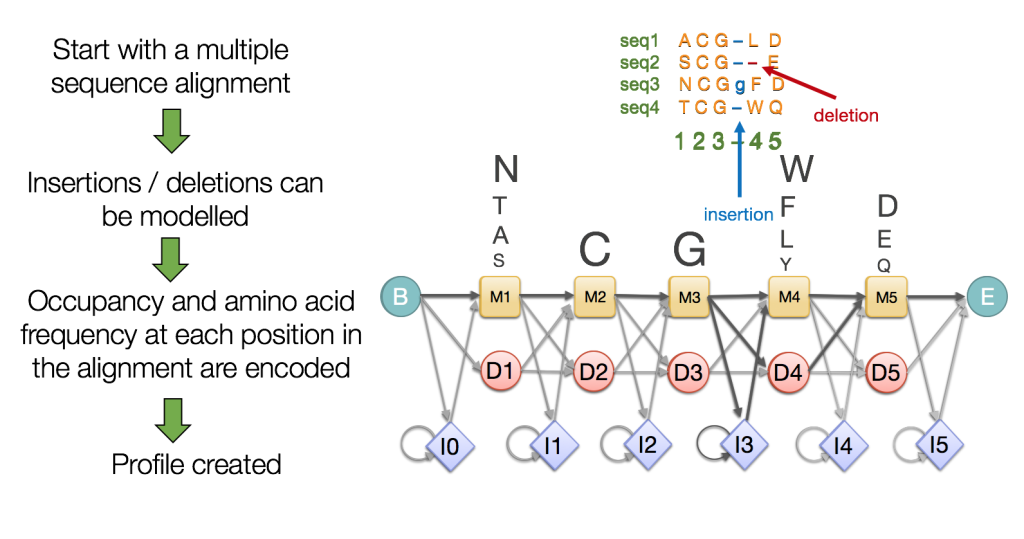 Start with a multiple
sequence alignment
Insertions / deletions can
be modelled
Occupancy and amino acid
frequency at each position in
the alignment are encoded
Profile created
seq1 A C G – L D
seq2 S C G – – E
seq3 N C G g F D
seq4 T C G – W Q
1 2 3 – 4 5
deletion
insertion
N
T
A
S
C
G
W
F
L
Y
D
E
Q
B M1 M2 M3 M4 M5 E
D1 D2 D3 D4 D5
I0 I1 I2 I3 I4 I5